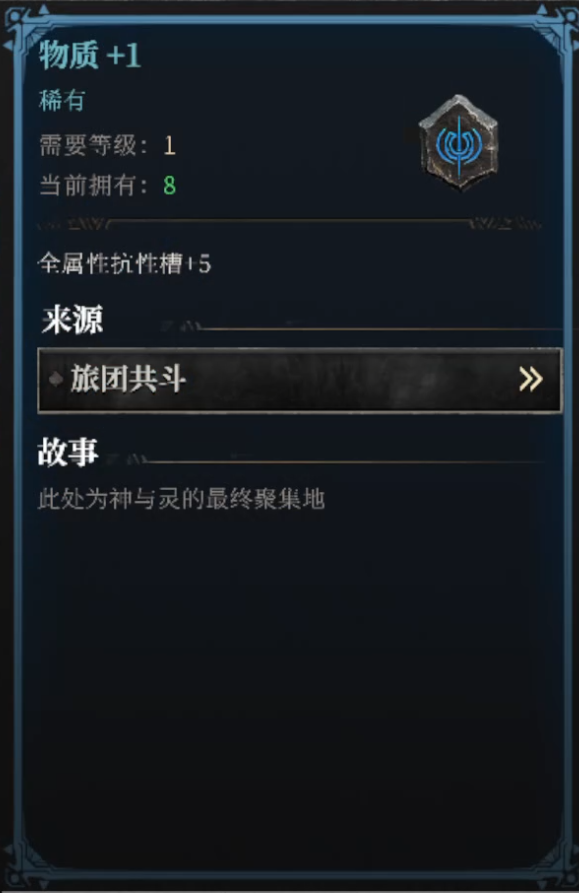 物质 +1
稀有
需要等级：1
当前拥有：8
全属性抗性槽+5
来源
旅团共斗
故事
此处为神与灵的最终聚集地